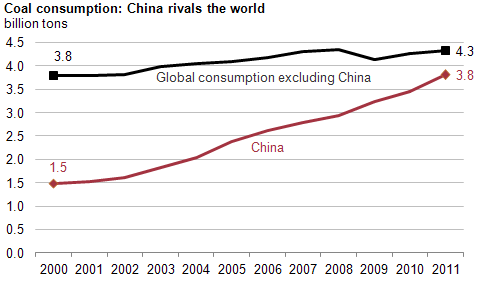 Coal consumption: China rivals the world
billion tons
4.5
4.0
3.5
3.0
2.5
2.0
1.5
1.0
0.5
0.0
3.8
4.3
Global consumption excluding China
3.8
China
1.5
2000 2001 2002 2003 2004 2005 2006 2007 2008 2009 2010 2011